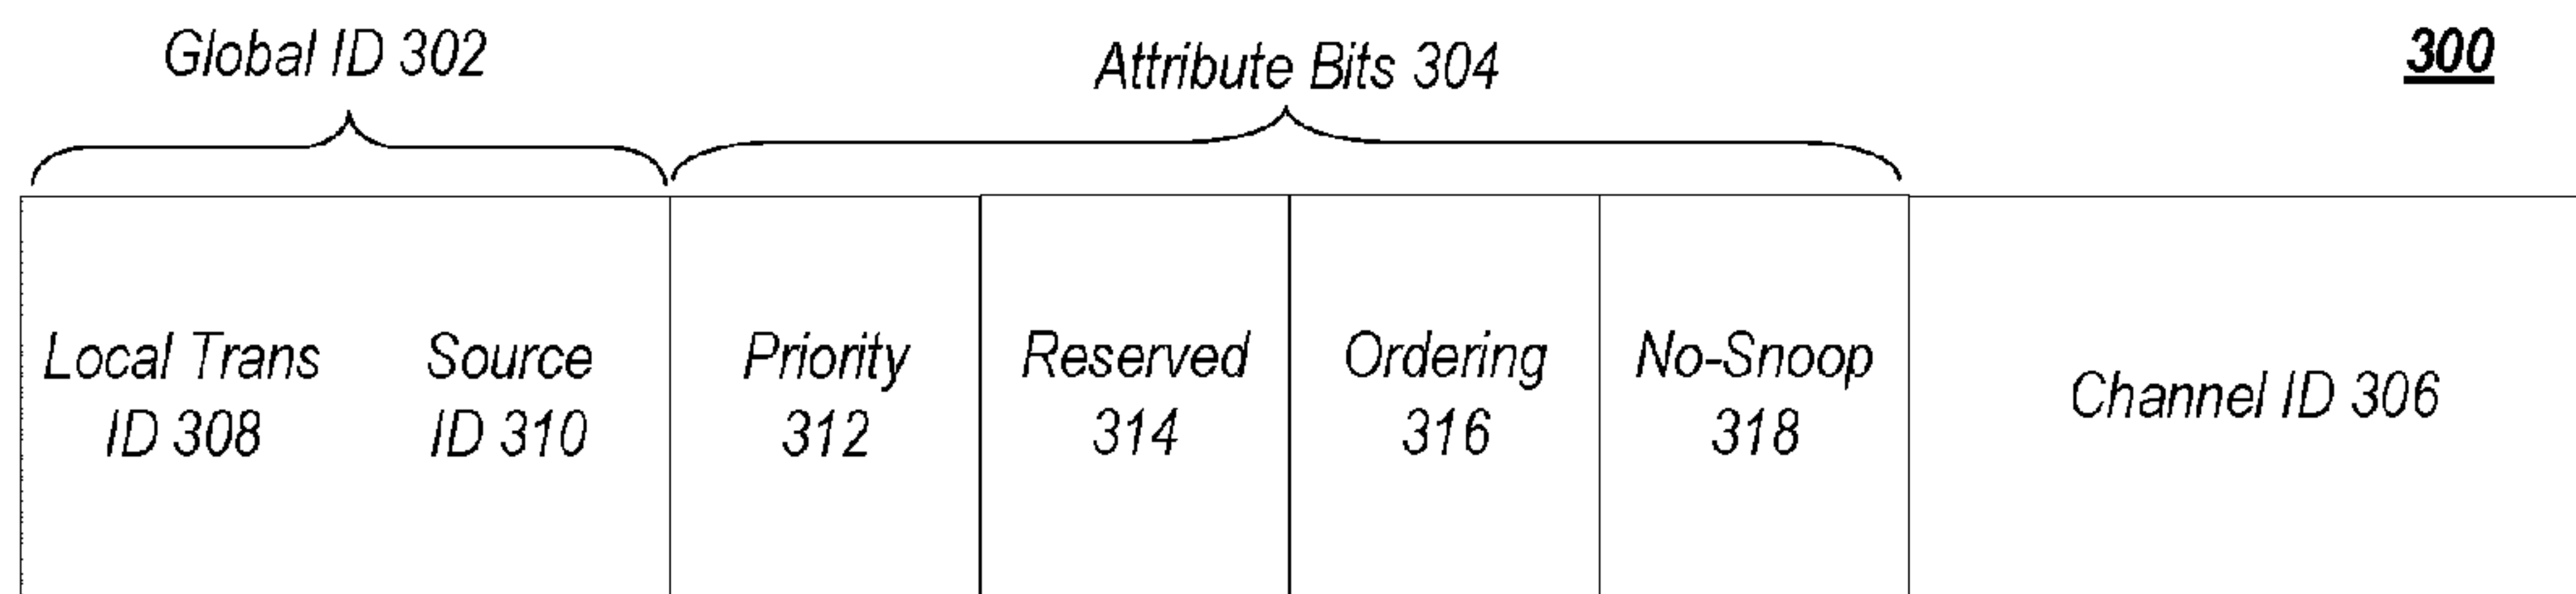 Global ID 302
Attribute Bits 304
300
Local Trans
ID 308
Source
ID 310
Priority
312
Reserved
314
Ordering
316
No-Snoop
318
Channel ID 306